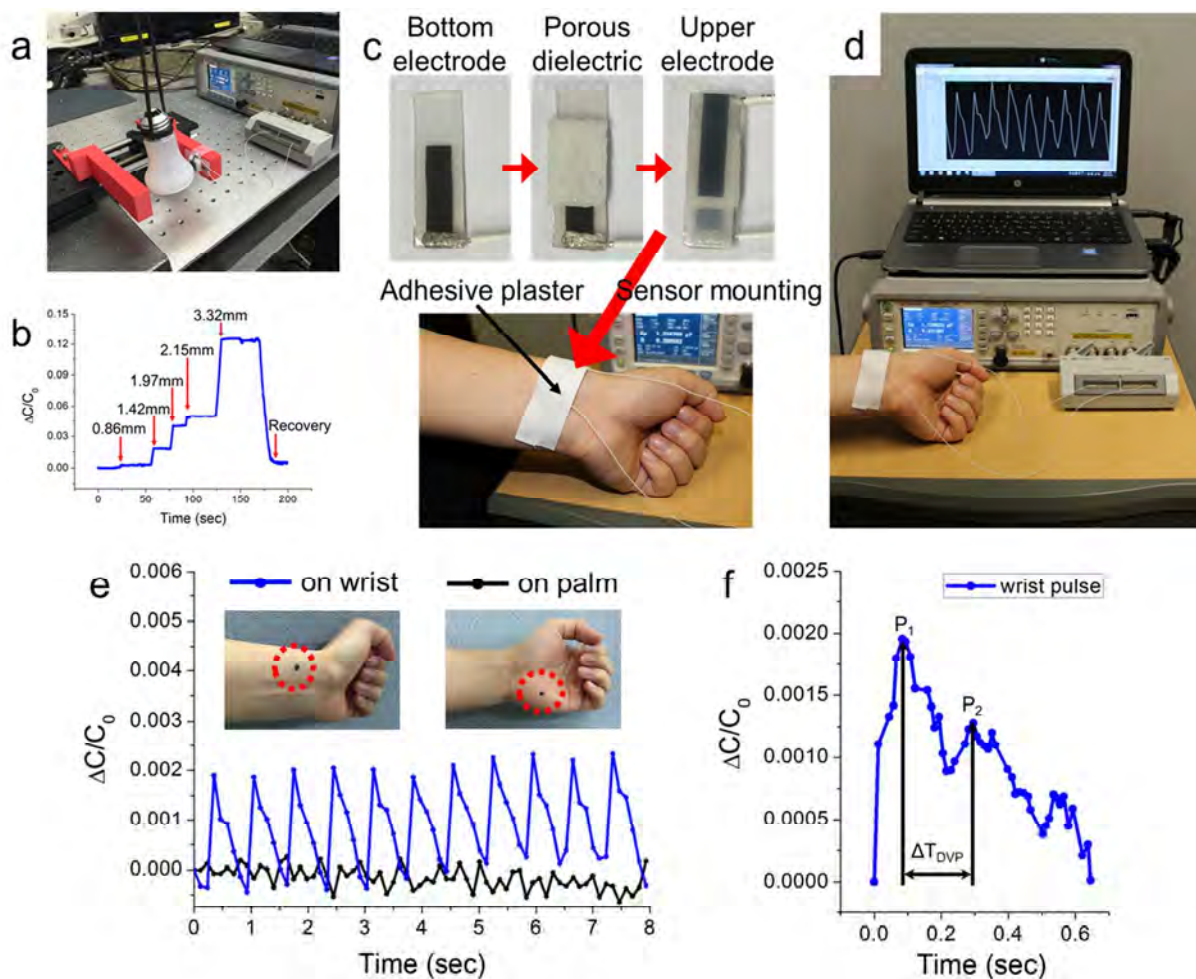 a
c
Bottom
electrode
Porous
dielectric
Upper
electrode
d
Adhesive plaster
Sensor mounting
b
ΔC/C0
0.15
0.12
0.09
0.06
0.03
0.00
0.86mm
1.42mm
1.97mm
2.15mm
3.32mm
Recovery
0 50 100 150 200
Time (sec)
e
on wrist
on palm
ΔC/C0
0.006
0.005
0.004
0.003
0.002
0.001
0.000
0 1 2 3 4 5 6 7 8
Time (sec)
f
wrist pulse
ΔC/C0
0.0025
0.0020
0.0015
0.0010
0.0005
0.0000
P1
P2
ΔTDVP
0.0 0.2 0.4 0.6
Time (sec)